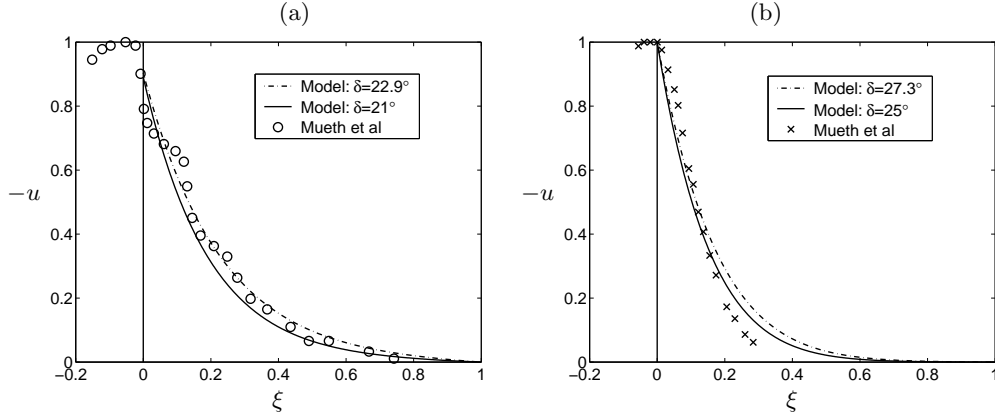 (a)
1
0.8
0.6
−u
0.4
0.2
0
−0.2 0 0.2 0.4 0.6 0.8 1
ξ
Model: δ=22.9°
Model: δ=21°
Mueth et al
(b)
1
0.8
0.6
−u
0.4
0.2
0
−0.2 0 0.2 0.4 0.6 0.8 1
ξ
Model: δ=27.3°
Model: δ=25°
Mueth et al